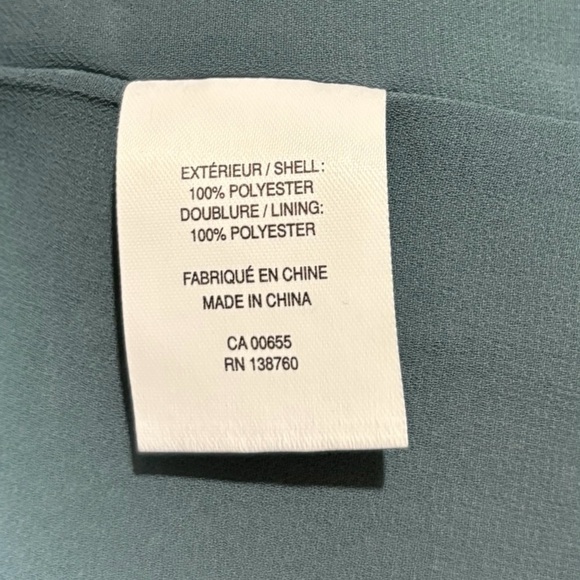 EXTÉRIEUR / SHELL:
100% POLYESTER
DOUBLURE / LINING:
100% POLYESTER
FABRIQUÉ EN CHINE
MADE IN CHINA
CA 00655
RN 138760